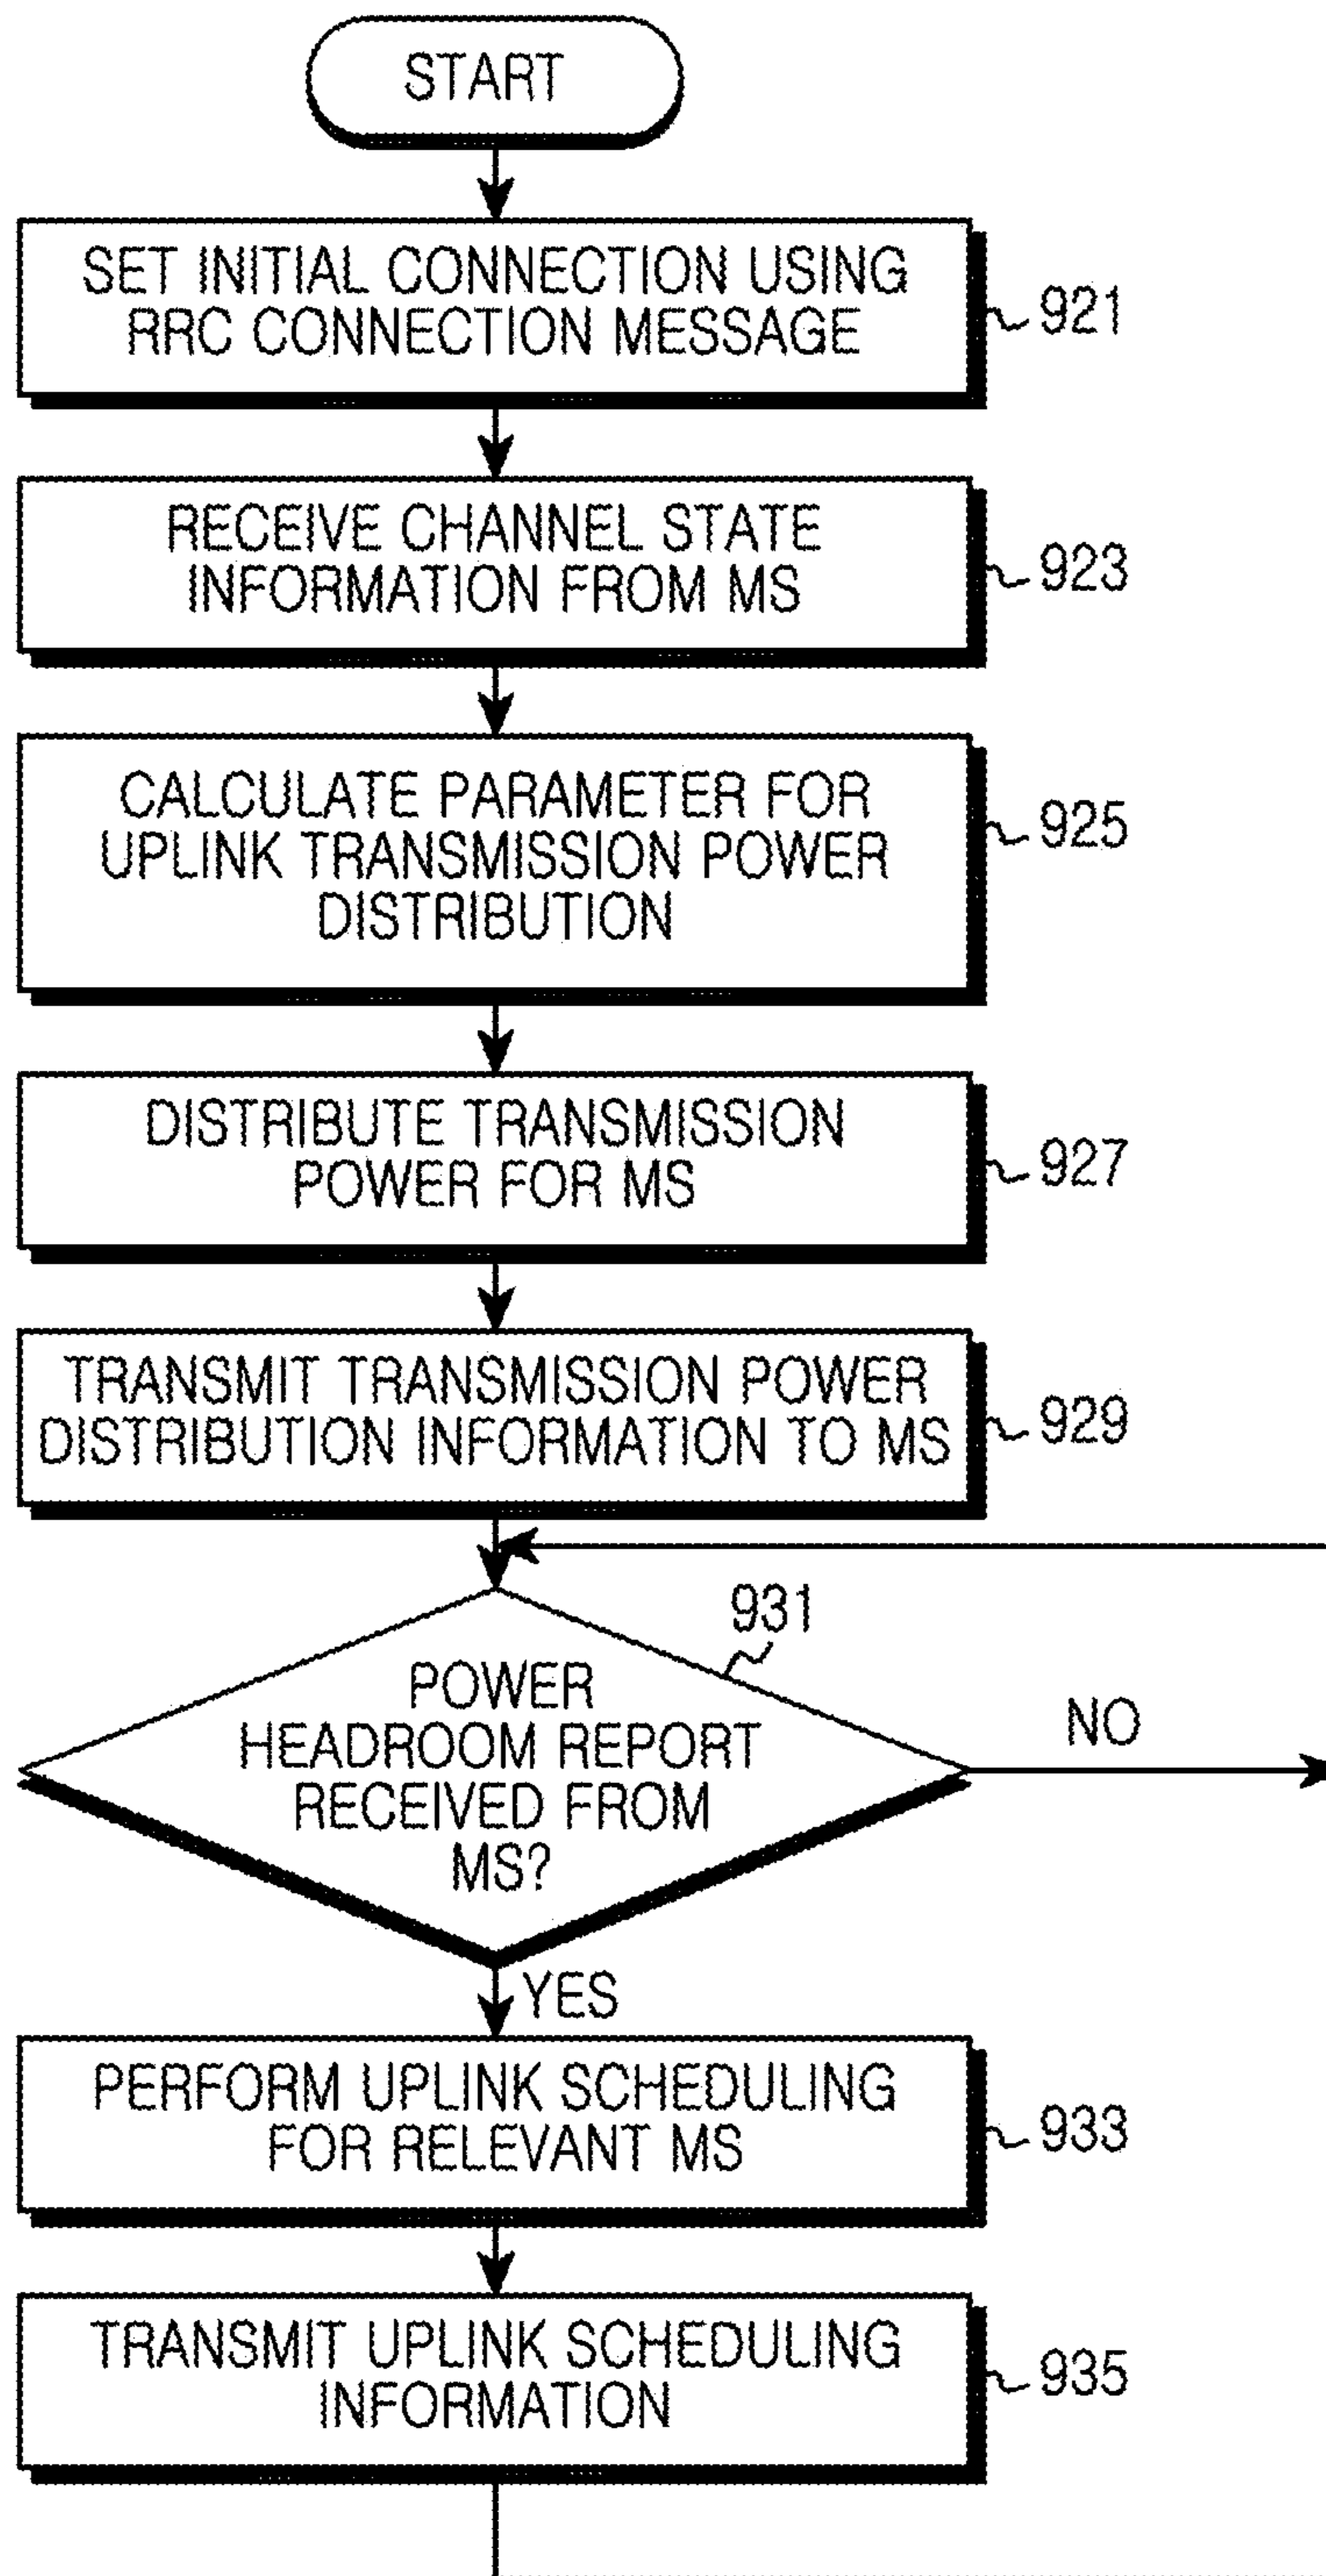 START
SET INITIAL CONNECTION USING
RRC CONNECTION MESSAGE
921
RECEIVE CHANNEL STATE
INFORMATION FROM MS
923
CALCULATE PARAMETER FOR
UPLINK TRANSMISSION POWER
DISTRIBUTION
925
DISTRIBUTE TRANSMISSION
POWER FOR MS
927
TRANSMIT TRANSMISSION POWER
DISTRIBUTION INFORMATION TO MS
929
931
POWER
HEADROOM REPORT
RECEIVED FROM
MS?
NO
YES
PERFORM UPLINK SCHEDULING
FOR RELEVANT MS
933
TRANSMIT UPLINK SCHEDULING
INFORMATION
935